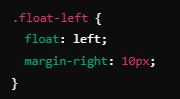 .float-left {
  float: left;
  margin-right: 10px;
}